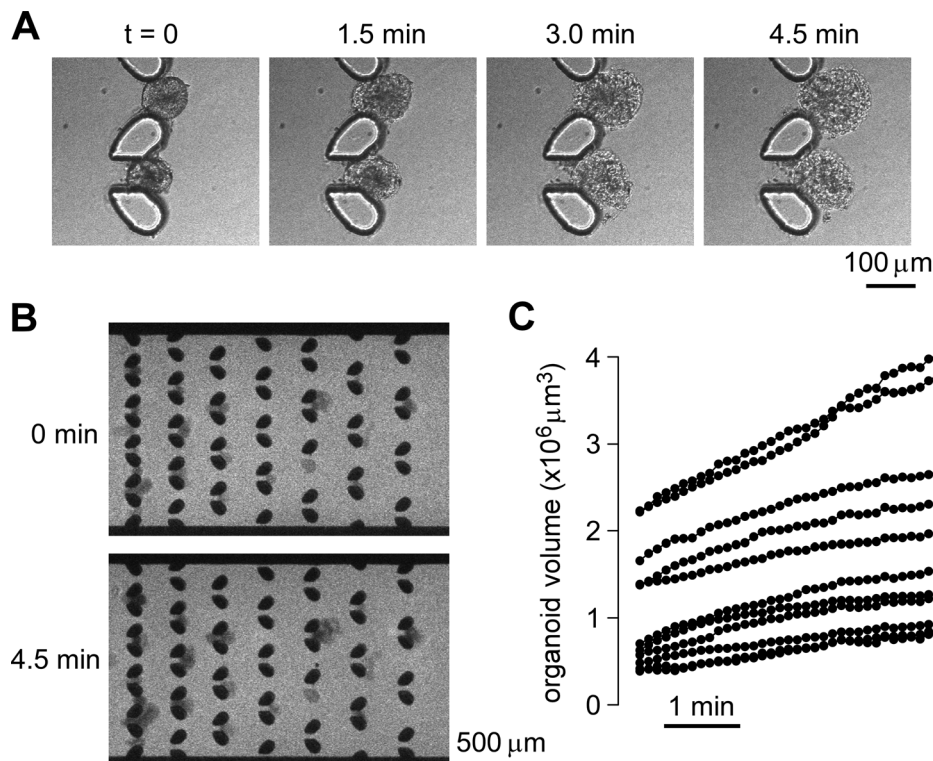 A
t = 0
1.5 min
3.0 min
4.5 min
100 μm
B
0 min
4.5 min
500 μm
C
organoid volume (x10⁶μm³)
4
3
2
1
0
1 min